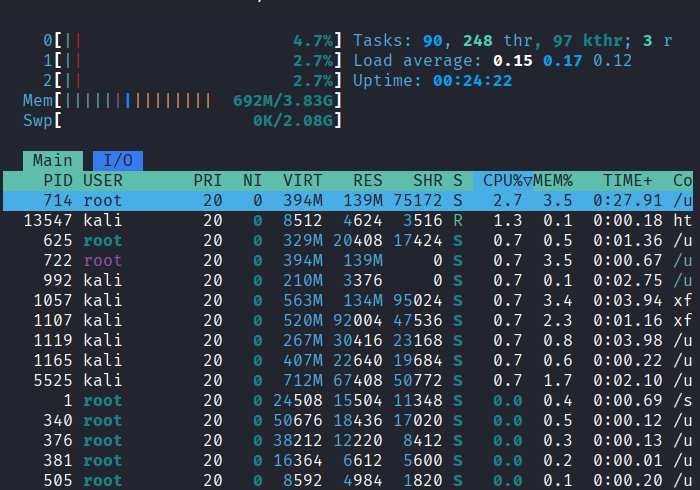 0[|| 4.7%] Tasks: 90, 248 thr, 97 kthr; 3 r
1[|| 2.7%] Load average: 0.15 0.17 0.12
2[|| 2.7%] Uptime: 00:24:22
Mem[|||||||||||||||| 692M/3.83G]
Swp[ 0K/2.08G]
Main I/O
PID USER PRI NI VIRT RES SHR S CPU%▽MEM% TIME+ Co
714 root 20 0 394M 139M 75172 S 2.7 3.5 0:27.91 /u
13547 kali 20 0 8512 4624 3516 R 1.3 0.1 0:00.18 ht
625 root 20 0 329M 20408 17424 S 0.7 0.5 0:01.36 /u
722 root 20 0 394M 139M 0 S 0.7 3.5 0:00.67 /u
992 kali 20 0 210M 3376 0 S 0.7 0.1 0:02.75 /u
1057 kali 20 0 563M 134M 95024 S 0.7 3.4 0:03.94 xf
1107 kali 20 0 520M 92004 47536 S 0.7 2.3 0:01.16 xf
1119 kali 20 0 267M 30416 23168 S 0.7 0.8 0:03.98 /u
1165 kali 20 0 407M 22640 19684 S 0.7 0.6 0:00.22 /u
5525 kali 20 0 712M 67408 50772 S 0.7 1.7 0:02.10 /u
1 root 20 0 24508 15504 11348 S 0.0 0.4 0:00.69 /s
340 root 20 0 50676 18436 17020 S 0.0 0.5 0:00.12 /u
376 root 20 0 38212 12220 8412 S 0.0 0.3 0:00.13 /u
381 root 20 0 16364 6612 5600 S 0.0 0.2 0:00.01 /u
505 root 20 0 8592 4984 1820 S 0.0 0.1 0:00.20 /u